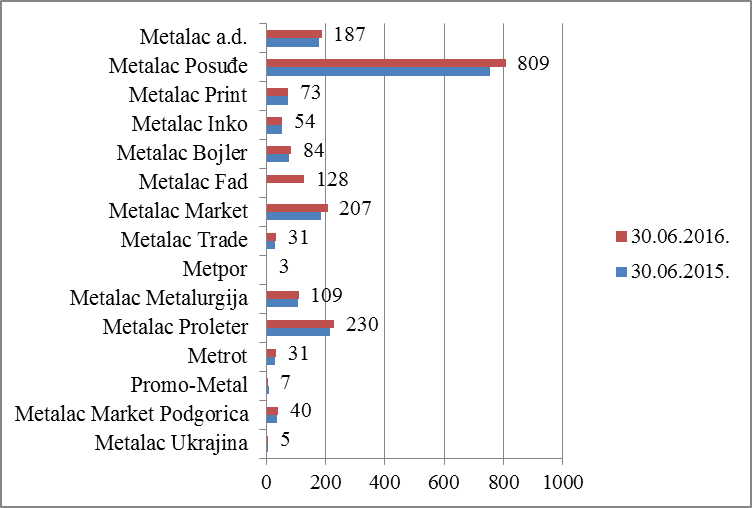 Metalac a.d. 187
Metalac Posuđe 809
Metalac Print 73
Metalac Inko 54
Metalac Bojler 84
Metalac Fad 128
Metalac Market 207
Metalac Trade 31
Metpor 3
Metalac Metalurgija 109
Metalac Proleter 230
Metrot 31
Promo-Metal 7
Metalac Market Podgorica 40
Metalac Ukrajina 5
0 200 400 600 800 1000
30.06.2016.
30.06.2015.